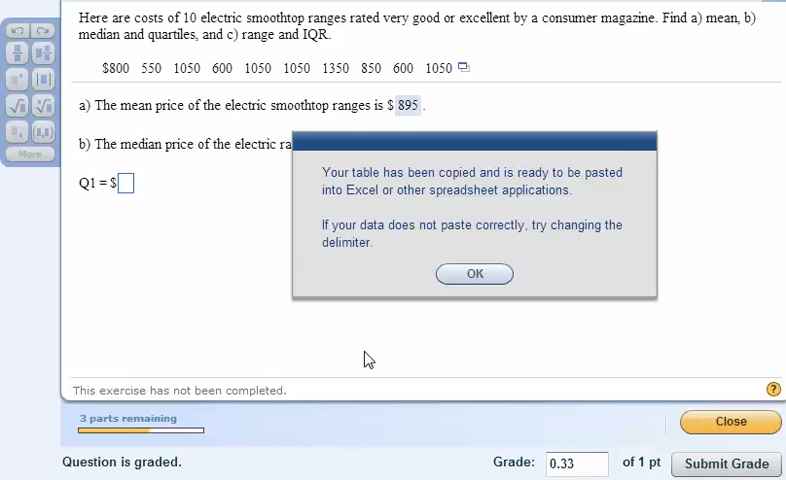 Here are costs of 10 electric smoothtop ranges rated very good or excellent by a consumer magazine. Find a) mean, b)
median and quartiles, and c) range and IQR.
$800 550 1050 600 1050 1050 1350 850 600 1050
a) The mean price of the electric smoothtop ranges is $ 895 .
b) The median price of the electric ra
Q1 = $
Your table has been copied and is ready to be pasted
into Excel or other spreadsheet applications.
If your data does not paste correctly, try changing the
delimiter.
OK
More
This exercise has not been completed.
?
3 parts remaining
Close
Question is graded.
Grade: 0.33 of 1 pt
Submit Grade